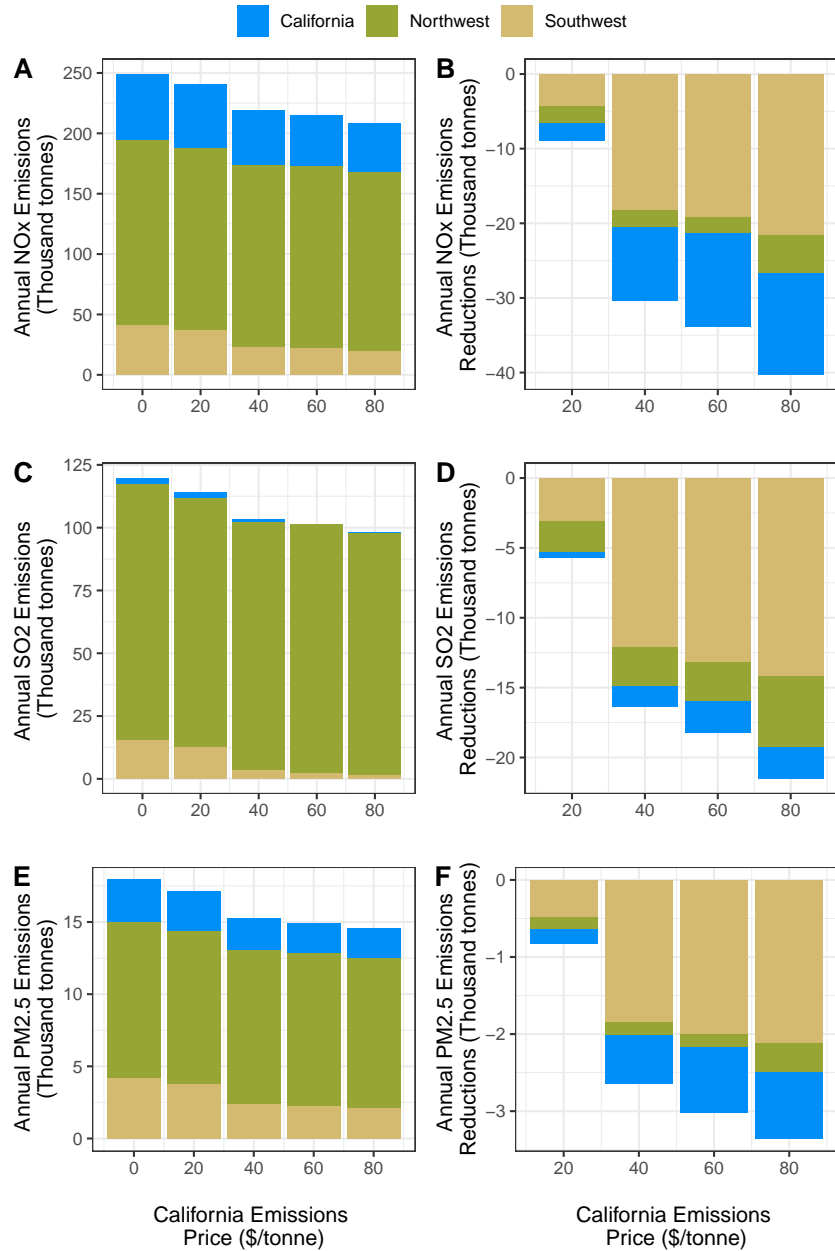 California Northwest Southwest
A
Annual NOx Emissions
(Thousand tonnes)
250
200
150
100
50
0
0 20 40 60 80
B
Annual NOx Emissions
Reductions (Thousand tonnes)
0
−10
−20
−30
−40
20 40 60 80
C
Annual SO2 Emissions
(Thousand tonnes)
125
100
75
50
25
0
0 20 40 60 80
D
Annual SO2 Emissions
Reductions (Thousand tonnes)
0
−5
−10
−15
−20
20 40 60 80
E
Annual PM2.5 Emissions
(Thousand tonnes)
15
10
5
0
0 20 40 60 80
California Emissions
Price ($/tonne)
F
Annual PM2.5 Emissions
Reductions (Thousand tonnes)
0
−1
−2
−3
20 40 60 80
California Emissions
Price ($/tonne)